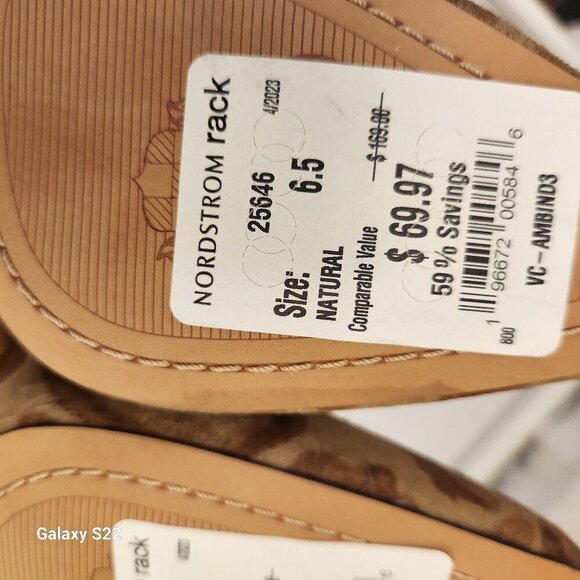 NORDSTROM rack
25646 4/2023
Size: 6.5
NATURAL
Comparable Value $ 169.00
$ 69.97
59 % Savings
800
1 96672 00584 6
VC-AMBIND3
rack
Galaxy S22